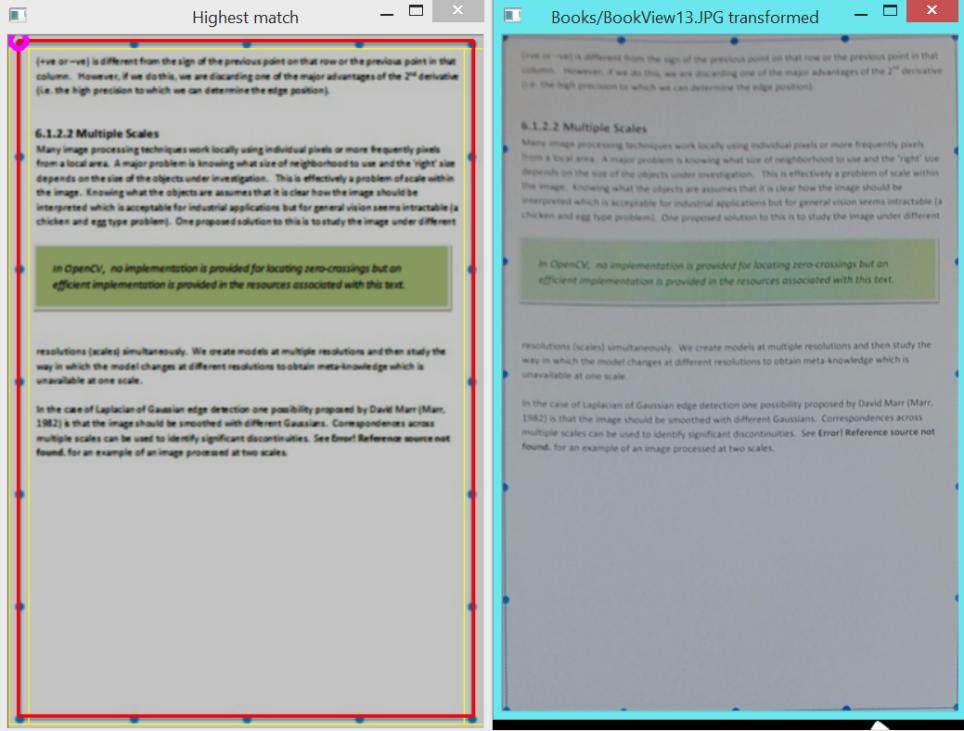 Highest match
(+ve or –ve) is different from the sign of the previous point on that row or the previous point in that
column. However, if we do this, we are discarding one of the major advantages of the 2nd derivative
(i.e. the high precision to which we can determine the edge position).
6.1.2.2 Multiple Scales
Many image processing techniques work locally using individual pixels or more frequently pixels
from a local area. A major problem is knowing what size of neighborhood to use and the 'right' size
depends on the size of the objects under investigation. This is effectively a problem of scale within
the image. Knowing what the objects are assumes that it is clear how the image should be
interpreted which is acceptable for industrial applications but for general vision seems intractable (a
chicken and egg type problem). One proposed solution to this is to study the image under different
In OpenCV, no implementation is provided for locating zero-crossings but an
efficient implementation is provided in the resources associated with this text.
resolutions (scales) simultaneously. We create models at multiple resolutions and then study the
way in which the model changes at different resolutions to obtain meta-knowledge which is
unavailable at one scale.
In the case of Laplacian of Gaussian edge detection one possibility proposed by David Marr (Marr,
1982) is that the image should be smoothed with different Gaussians. Correspondences across
multiple scales can be used to identify significant discontinuities. See Error! Reference source not
found. for an example of an image processed at two scales.
Books/BookView13.JPG transformed
(+ve or –ve) is different from the sign of the previous point on that row or the previous point in that
column. However, if we do this, we are discarding one of the major advantages of the 2nd derivative
(i.e. the high precision to which we can determine the edge position).
6.1.2.2 Multiple Scales
Many image processing techniques work locally using individual pixels or more frequently pixels
from a local area. A major problem is knowing what size of neighborhood to use and the 'right' size
depends on the size of the objects under investigation. This is effectively a problem of scale within
the image. Knowing what the objects are assumes that it is clear how the image should be
interpreted which is acceptable for industrial applications but for general vision seems intractable (a
chicken and egg type problem). One proposed solution to this is to study the image under different
In OpenCV, no implementation is provided for locating zero-crossings but an
efficient implementation is provided in the resources associated with this text.
resolutions (scales) simultaneously. We create models at multiple resolutions and then study the
way in which the model changes at different resolutions to obtain meta-knowledge which is
unavailable at one scale.
In the case of Laplacian of Gaussian edge detection one possibility proposed by David Marr (Marr,
1982) is that the image should be smoothed with different Gaussians. Correspondences across
multiple scales can be used to identify significant discontinuities. See Error! Reference source not
found. for an example of an image processed at two scales.